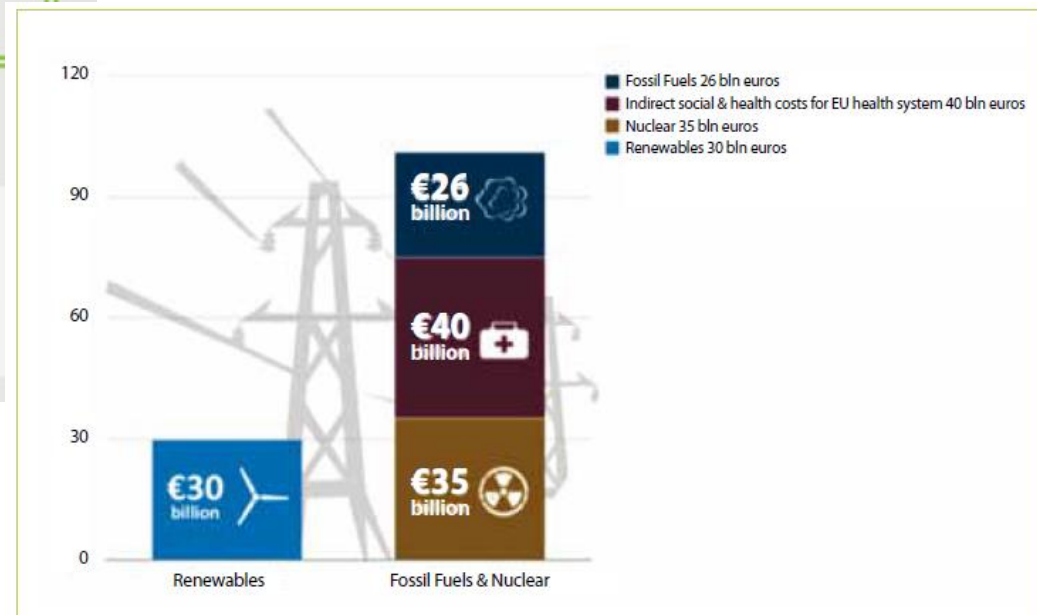 120
90
60
30
0
Fossil Fuels 26 bln euros
Indirect social & health costs for EU health system 40 bln euros
Nuclear 35 bln euros
Renewables 30 bln euros
€26
billion
€40
billion
€35
billion
€30
billion
Renewables
Fossil Fuels & Nuclear